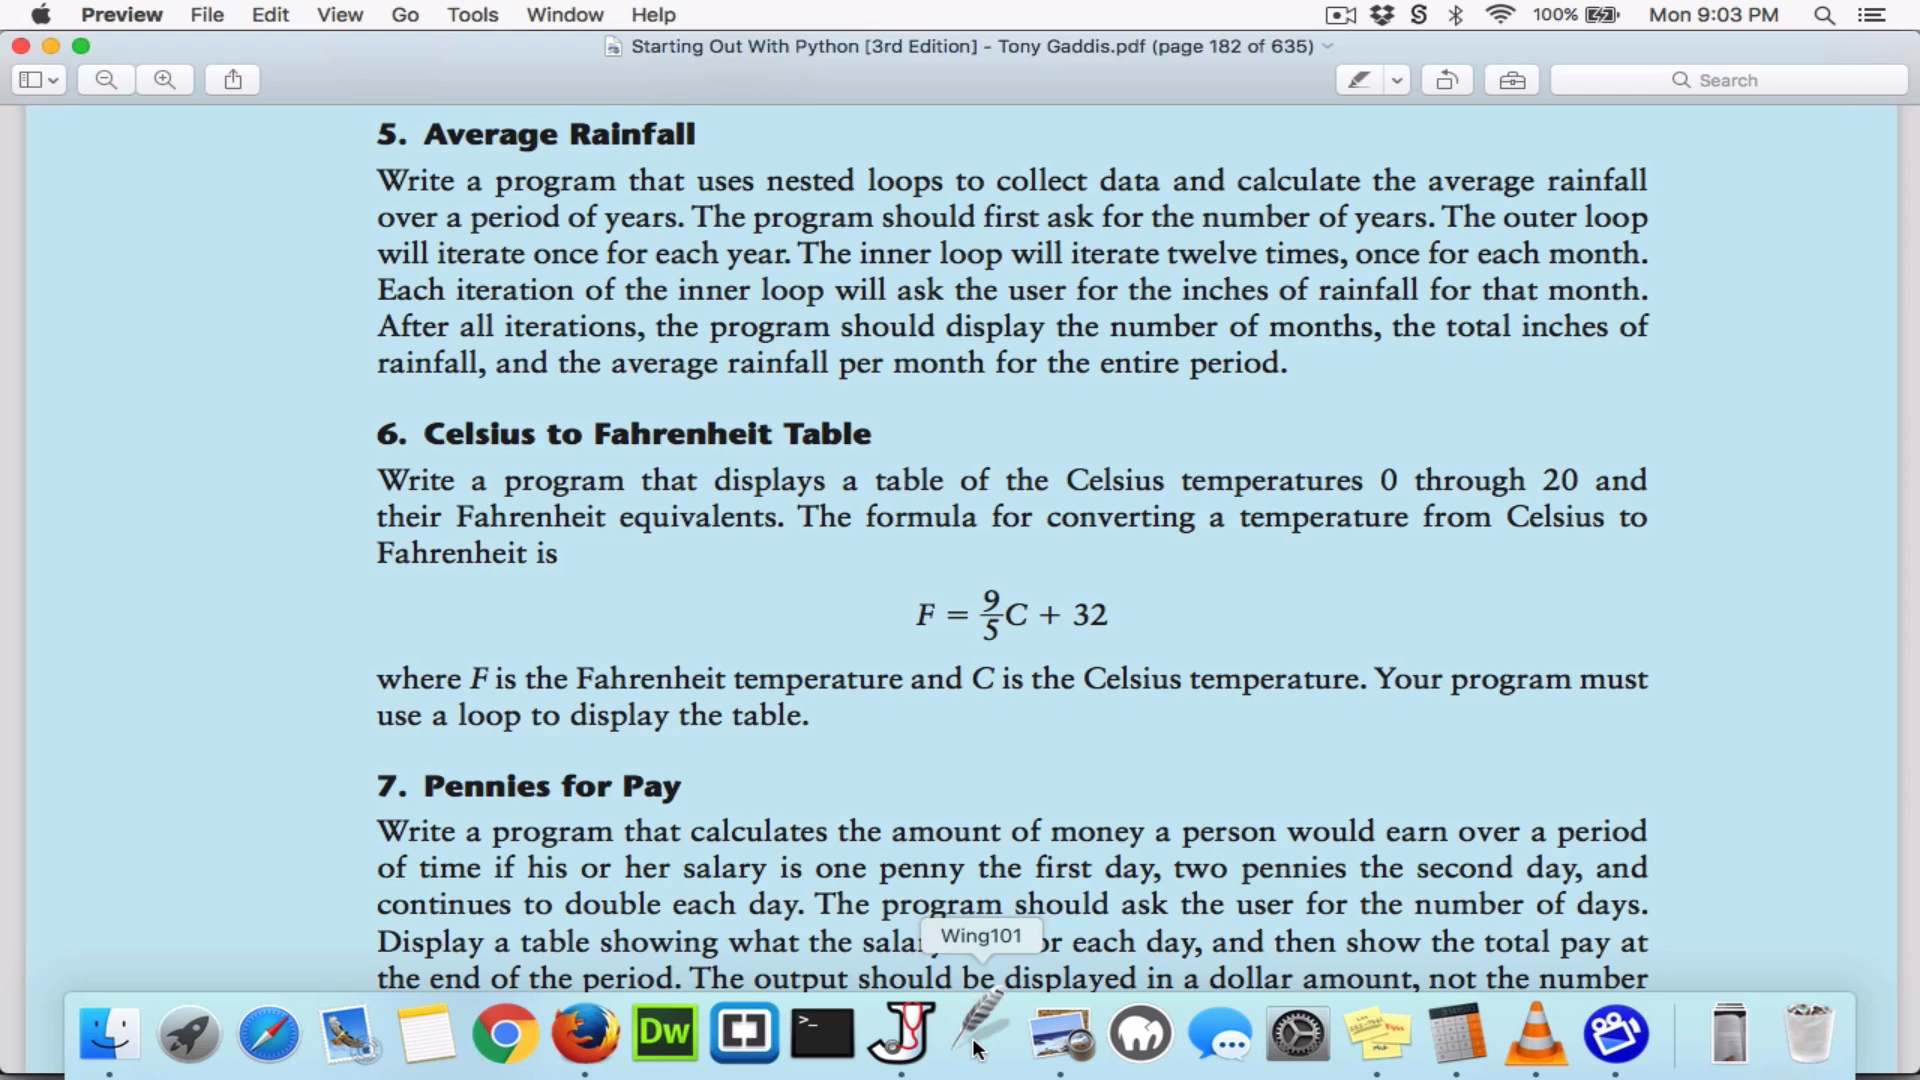 Preview File Edit View Go Tools Window Help 100% Mon 9:03 PM
Starting Out With Python [3rd Edition] - Tony Gaddis.pdf (page 182 of 635)
Search
5. Average Rainfall
Write a program that uses nested loops to collect data and calculate the average rainfall
over a period of years. The program should first ask for the number of years. The outer loop
will iterate once for each year. The inner loop will iterate twelve times, once for each month.
Each iteration of the inner loop will ask the user for the inches of rainfall for that month.
After all iterations, the program should display the number of months, the total inches of
rainfall, and the average rainfall per month for the entire period.
6. Celsius to Fahrenheit Table
Write a program that displays a table of the Celsius temperatures 0 through 20 and
their Fahrenheit equivalents. The formula for converting a temperature from Celsius to
Fahrenheit is
F = 9/5 C + 32
where F is the Fahrenheit temperature and C is the Celsius temperature. Your program must
use a loop to display the table.
7. Pennies for Pay
Write a program that calculates the amount of money a person would earn over a period
of time if his or her salary is one penny the first day, two pennies the second day, and
continues to double each day. The program should ask the user for the number of days.
Display a table showing what the each day, and then show the total pay at
Wing101
the end of the period. The output should be displayed in a dollar amount, not the number
Dw